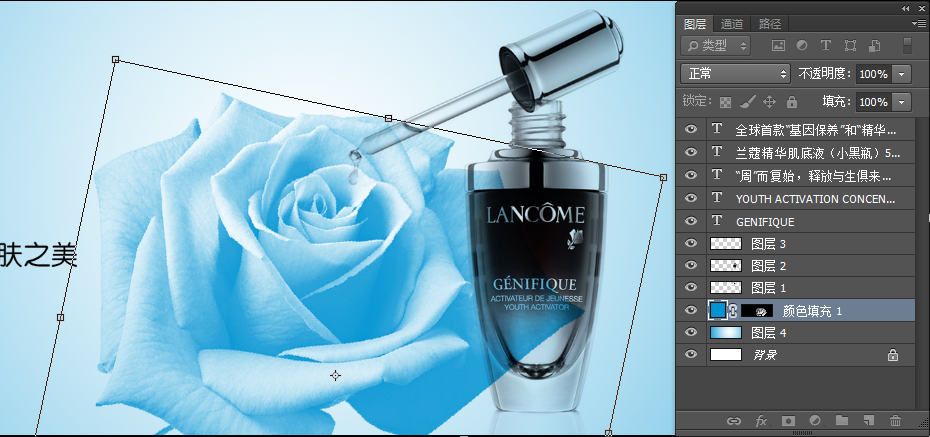 肤之美
LANCÔME
GÉNIFIQUE
ACTIVATEUR DE JEUNESSE
YOUTH ACTIVATOR
图层 通道 路径
类型
正常 不透明度: 100%
锁定: 填充: 100%
T 全球首款“基因保养”和“精华...
T 兰蔻精华肌底液（小黑瓶）5...
T “周”而复始，释放与生俱来...
T YOUTH ACTIVATION CONCEN...
T GENIFIQUE
图层 3
图层 2
图层 1
颜色填充 1
图层 4
背景
fx